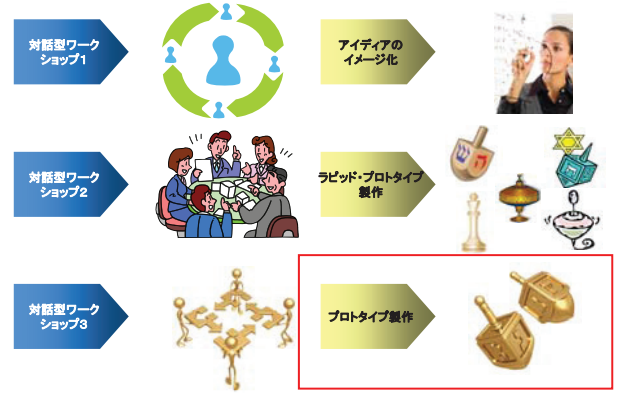 対話型ワーク
ショップ１
アイディアの
イメージ化
対話型ワーク
ショップ２
ラピッド・プロトタイプ
製作
対話型ワーク
ショップ３
プロトタイプ製作